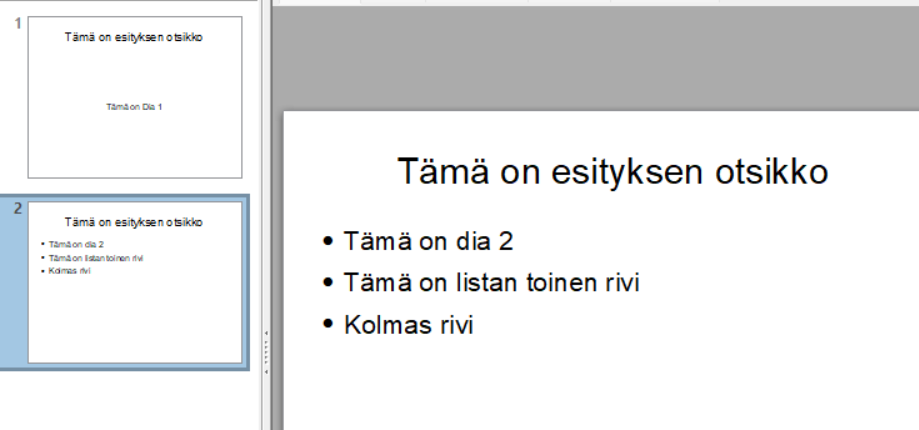 1
Tämä on esityksen otsikko
Tämä on Dia 1
2
Tämä on esityksen otsikko
• Tämä on dia 2
• Tämä on listan toinen rivi
• Kolmas rivi
Tämä on esityksen otsikko
• Tämä on dia 2
• Tämä on listan toinen rivi
• Kolmas rivi